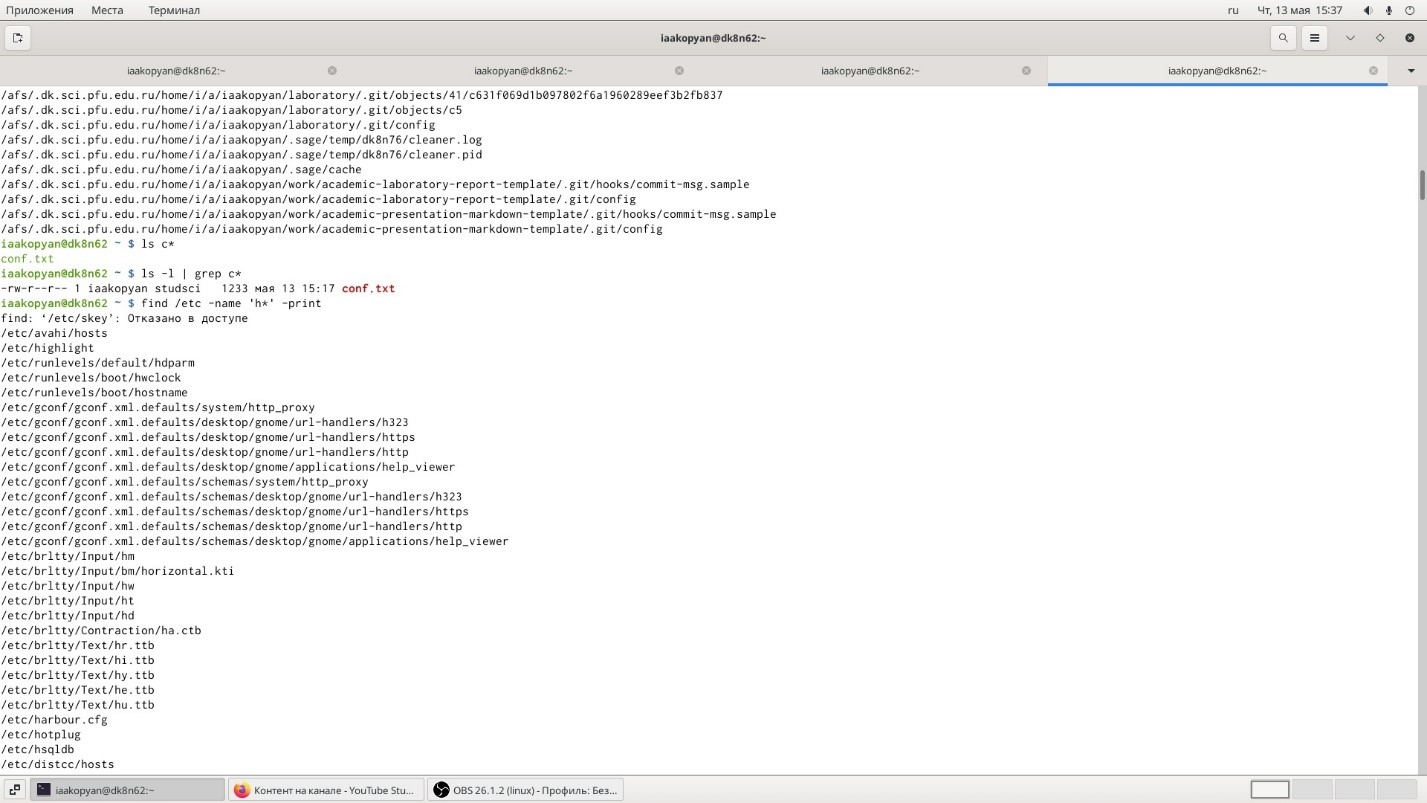 Приложения Места Терминал ru Чт, 13 мая 15:37
iaakopyan@dk8n62:~
iaakopyan@dk8n62:~ iaakopyan@dk8n62:~ iaakopyan@dk8n62:~ iaakopyan@dk8n62:~
/afs/.dk.sci.pfu.edu.ru/home/i/a/iaakopyan/laboratory/.git/objects/41/c631f069d1b097802f6a1960289eef3b2fb837
/afs/.dk.sci.pfu.edu.ru/home/i/a/iaakopyan/laboratory/.git/objects/c5
/afs/.dk.sci.pfu.edu.ru/home/i/a/iaakopyan/laboratory/.git/config
/afs/.dk.sci.pfu.edu.ru/home/i/a/iaakopyan/.sage/temp/dk8n76/cleaner.log
/afs/.dk.sci.pfu.edu.ru/home/i/a/iaakopyan/.sage/temp/dk8n76/cleaner.pid
/afs/.dk.sci.pfu.edu.ru/home/i/a/iaakopyan/.sage/cache
/afs/.dk.sci.pfu.edu.ru/home/i/a/iaakopyan/work/academic-laboratory-report-template/.git/hooks/commit-msg.sample
/afs/.dk.sci.pfu.edu.ru/home/i/a/iaakopyan/work/academic-laboratory-report-template/.git/config
/afs/.dk.sci.pfu.edu.ru/home/i/a/iaakopyan/work/academic-presentation-markdown-template/.git/hooks/commit-msg.sample
/afs/.dk.sci.pfu.edu.ru/home/i/a/iaakopyan/work/academic-presentation-markdown-template/.git/config
iaakopyan@dk8n62 ~ $ ls c*
conf.txt
iaakopyan@dk8n62 ~ $ ls -l | grep c*
-rw-r--r-- 1 iaakopyan studsci   1233 мая 13 15:17 conf.txt
iaakopyan@dk8n62 ~ $ find /etc -name 'h*' -print
find: ‘/etc/skey’: Отказано в доступе
/etc/avahi/hosts
/etc/highlight
/etc/runlevels/default/hdparm
/etc/runlevels/boot/hwclock
/etc/runlevels/boot/hostname
/etc/gconf/gconf.xml.defaults/system/http_proxy
/etc/gconf/gconf.xml.defaults/desktop/gnome/url-handlers/h323
/etc/gconf/gconf.xml.defaults/desktop/gnome/url-handlers/https
/etc/gconf/gconf.xml.defaults/desktop/gnome/url-handlers/http
/etc/gconf/gconf.xml.defaults/desktop/gnome/applications/help_viewer
/etc/gconf/gconf.xml.defaults/schemas/system/http_proxy
/etc/gconf/gconf.xml.defaults/schemas/desktop/gnome/url-handlers/h323
/etc/gconf/gconf.xml.defaults/schemas/desktop/gnome/url-handlers/https
/etc/gconf/gconf.xml.defaults/schemas/desktop/gnome/url-handlers/http
/etc/gconf/gconf.xml.defaults/schemas/desktop/gnome/applications/help_viewer
/etc/brltty/Input/hm
/etc/brltty/Input/bm/horizontal.kti
/etc/brltty/Input/hw
/etc/brltty/Input/ht
/etc/brltty/Input/hd
/etc/brltty/Contraction/ha.ctb
/etc/brltty/Text/hr.ttb
/etc/brltty/Text/hi.ttb
/etc/brltty/Text/hy.ttb
/etc/brltty/Text/he.ttb
/etc/brltty/Text/hu.ttb
/etc/harbour.cfg
/etc/hotplug
/etc/hsqldb
/etc/distcc/hosts
iaakopyan@dk8n62:~ Контент на канале - YouTube Stu... OBS 26.1.2 (linux) - Профиль: Без...